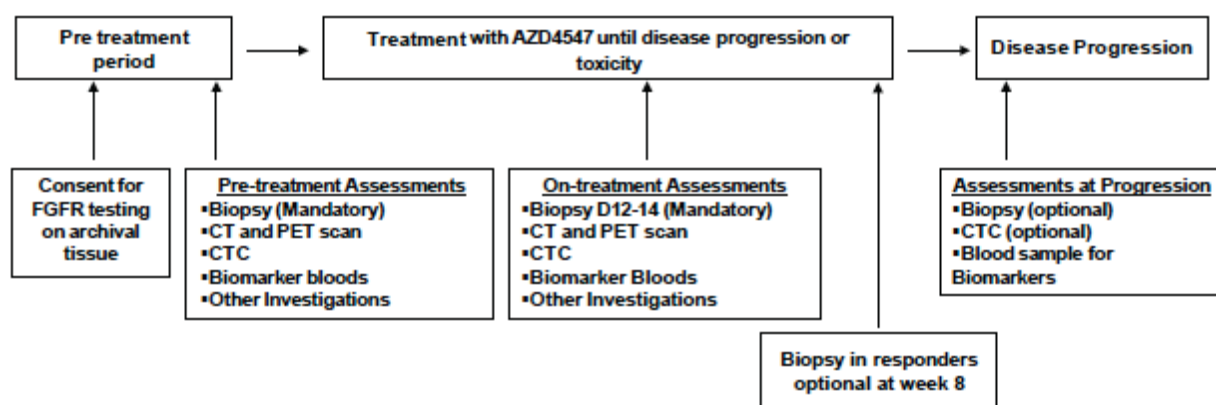 Pre treatment
period
Treatment with AZD4547 until disease progression or
toxicity
Disease Progression
Consent for
FGFR testing
on archival
tissue
Pre-treatment Assessments
▪Biopsy (Mandatory)
▪CT and PET scan
▪CTC
▪Biomarker bloods
▪Other Investigations
On-treatment Assessments
▪Biopsy D12-14 (Mandatory)
▪CT and PET scan
▪CTC
▪Biomarker Bloods
▪Other Investigations
Assessments at Progression
▪Biopsy (optional)
▪CTC (optional)
▪Blood sample for
Biomarkers
Biopsy in responders
optional at week 8